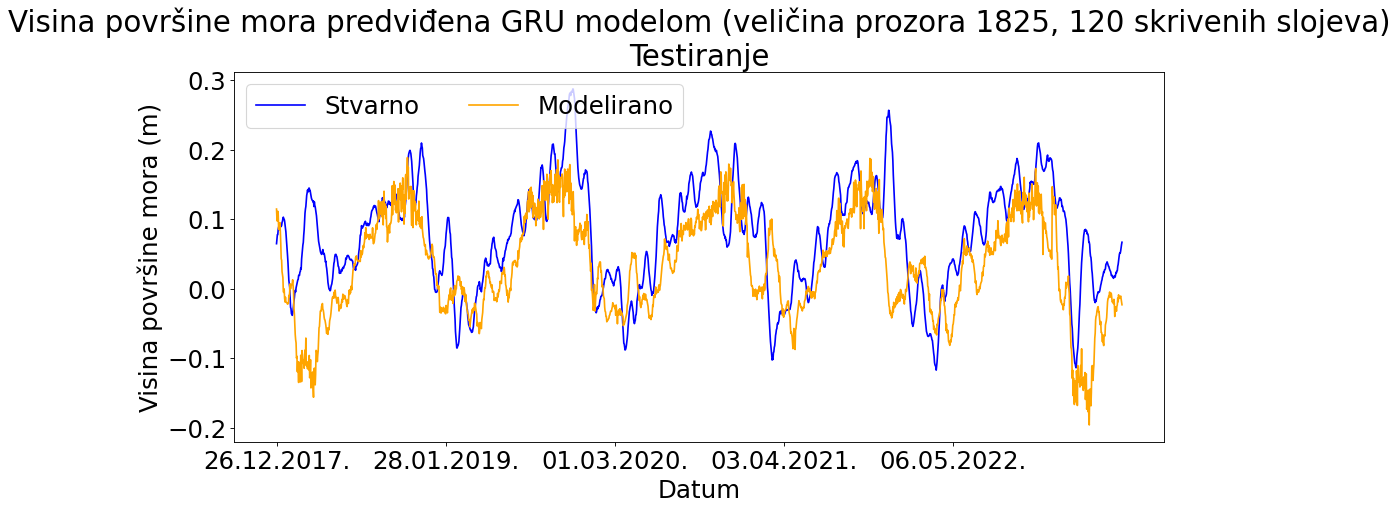 Visina površine mora predviđena GRU modelom (veličina prozora 1825, 120 skrivenih slojeva)
Testiranje
Stvarno
Modelirano
Visina površine mora (m)
0.3
0.2
0.1
0.0
−0.1
−0.2
26.12.2017.
28.01.2019.
01.03.2020.
03.04.2021.
06.05.2022.
Datum